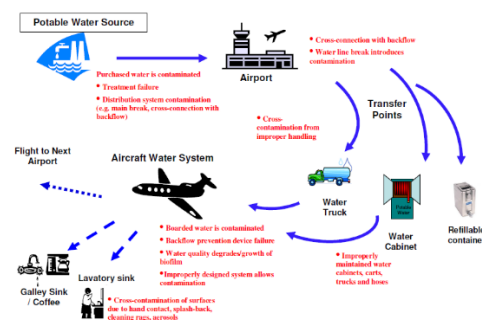 Potable Water Source
Purchased water is contaminated
• Treatment failure
• Distribution system contamination
(e.g, main break, cross-connection with
backflow)
Airport
• Cross-connection with backflow
• Water line break introduces
contamination
Transfer
Points
• Cross-
contamination from
improper handling
Flight to Next
Airport
Aircraft Water System
Water
Truck
Water
Cabinet
Refillable
container
• Boarded water is contaminated
• Backflow prevention device failure
• Water quality degrades/growth of
biofilm
• Improperly designed system allows
contamination
• Improperly
maintained water
cabinets, carts,
trucks and hoses
Galley Sink
/ Coffee
Lavatory sink
• Cross-contamination of surfaces
due to hand contact, splash-back,
cleaning rags, aerosols